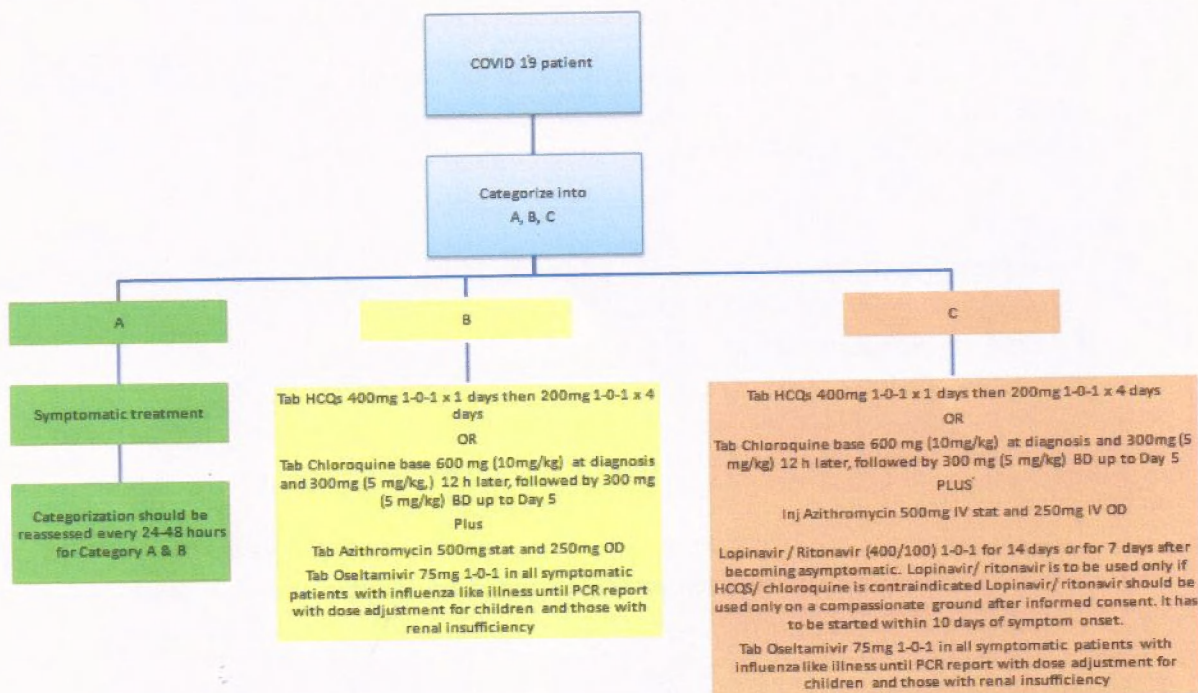 COVID 19 patient
Categorize into
A, B, C
A
Symptomatic treatment
Categorization should be
reassessed every 24-48 hours
for Category A & B
B
Tab HCQs 400mg 1-0-1 x 1 days then 200mg 1-0-1 x 4
days
OR
Tab Chloroquine base 600 mg (10mg/kg) at diagnosis
and 300mg (5 mg/kg,) 12 h later, followed by 300 mg
(5 mg/kg) BD up to Day 5
Plus
Tab Azithromycin 500mg stat and 250mg OD
Tab Oseltamivir 75mg 1-0-1 in all symptomatic
patients with influenza like illness until PCR report
with dose adjustment for children and those with
renal insufficiency
C
Tab HCQs 400mg 1-0-1 x 1 days then 200mg 1-0-1 x 4 days
OR
Tab Chloroquine base 600 mg (10mg/kg) at diagnosis and 300mg (5
mg/kg) 12 h later, followed by 300 mg (5 mg/kg) BD up to Day 5
PLUS
Inj Azithromycin 500mg IV stat and 250mg IV OD
Lopinavir / Ritonavir (400/100) 1-0-1 for 14 days or for 7 days after
becoming asymptomatic. Lopinavir/ ritonavir is to be used only if
HCQS/ chloroquine is contraindicated Lopinavir/ ritonavir should be
used only on a compassionate ground after informed consent. It has
to be started within 10 days of symptom onset.
Tab Oseltamivir 75mg 1-0-1 in all symptomatic patients with
influenza like illness until PCR report with dose adjustment for
children and those with renal insufficiency